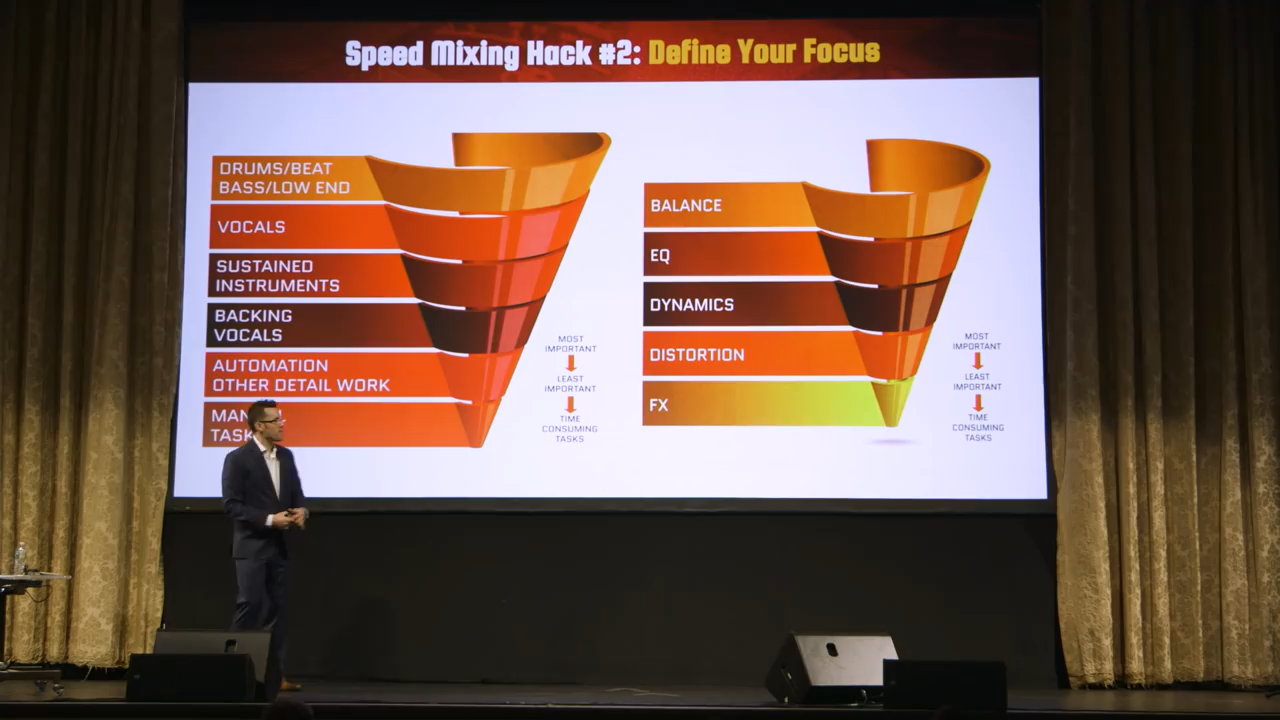 Speed Mixing Hack #2: Define Your Focus
DRUMS/BEAT
BASS/LOW END
VOCALS
SUSTAINED
INSTRUMENTS
BACKING
VOCALS
AUTOMATION
OTHER DETAIL WORK
MOST
IMPORTANT
LEAST
IMPORTANT
TIME
CONSUMING
TASKS
BALANCE
EQ
DYNAMICS
DISTORTION
FX
MOST
IMPORTANT
LEAST
IMPORTANT
TIME
CONSUMING
TASKS